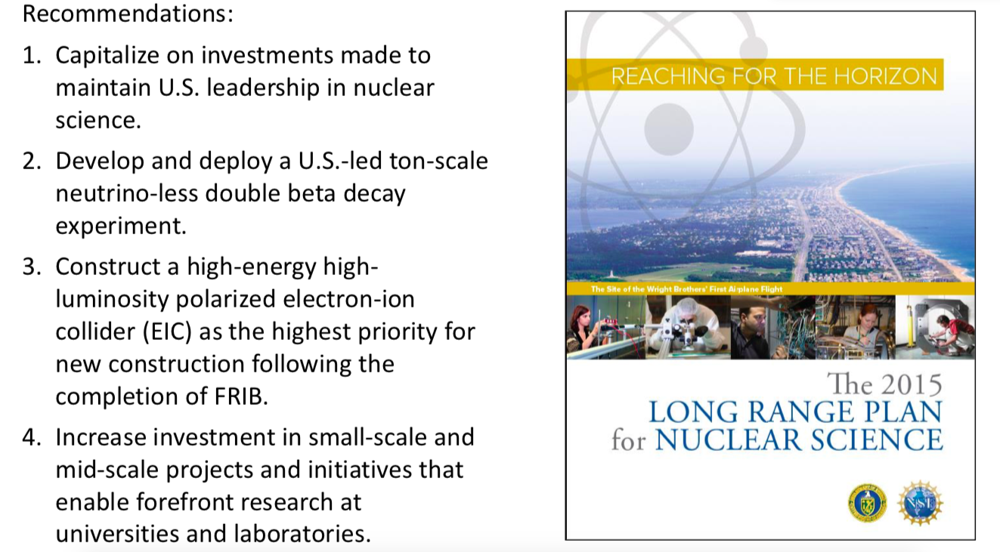 Recommendations:
1. Capitalize on investments made to
maintain U.S. leadership in nuclear
science.
2. Develop and deploy a U.S.-led ton-scale
neutrino-less double beta decay
experiment.
3. Construct a high-energy high-
luminosity polarized electron-ion
collider (EIC) as the highest priority for
new construction following the
completion of FRIB.
4. Increase investment in small-scale and
mid-scale projects and initiatives that
enable forefront research at
universities and laboratories.
REACHING FOR THE HORIZON
The Site of the Wright Brothers' First Airplane Flight
The 2015
LONG RANGE PLAN
for NUCLEAR SCIENCE
NSF